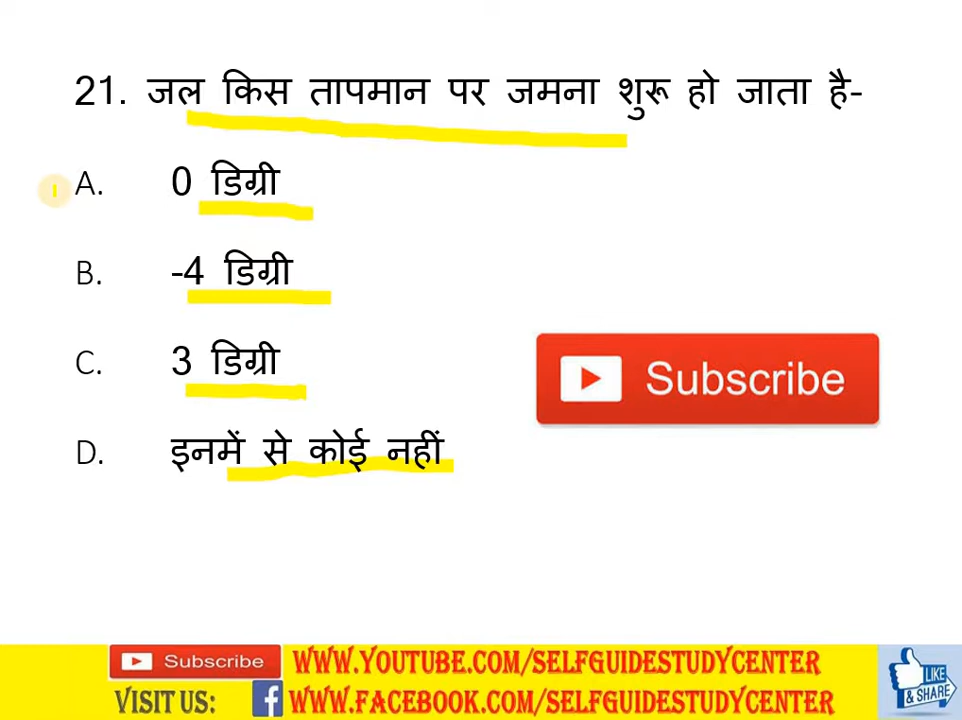 21. जल किस तापमान पर जमना शुरू हो जाता है-
A. 0 डिग्री
B. -4 डिग्री
C. 3 डिग्री
Subscribe
D. इनमें से कोई नहीं
Subscribe WWW.YOUTUBE.COM/SELFGUIDESTUDYCENTER
VISIT US: f WWW.FACEBOOK.COM/SELFGUIDESTUDYCENTER
LIKE
& SHARE